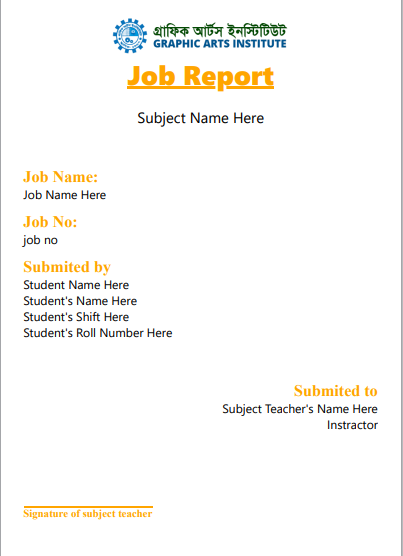 গ্রাফিক আর্টস ইনস্টিটিউট
GRAPHIC ARTS INSTITUTE
Job Report
Subject Name Here
Job Name:
Job Name Here
Job No:
job no
Submited by
Student Name Here
Student's Name Here
Student's Shift Here
Student's Roll Number Here
Submited to
Subject Teacher's Name Here
Instractor
Signature of subject teacher